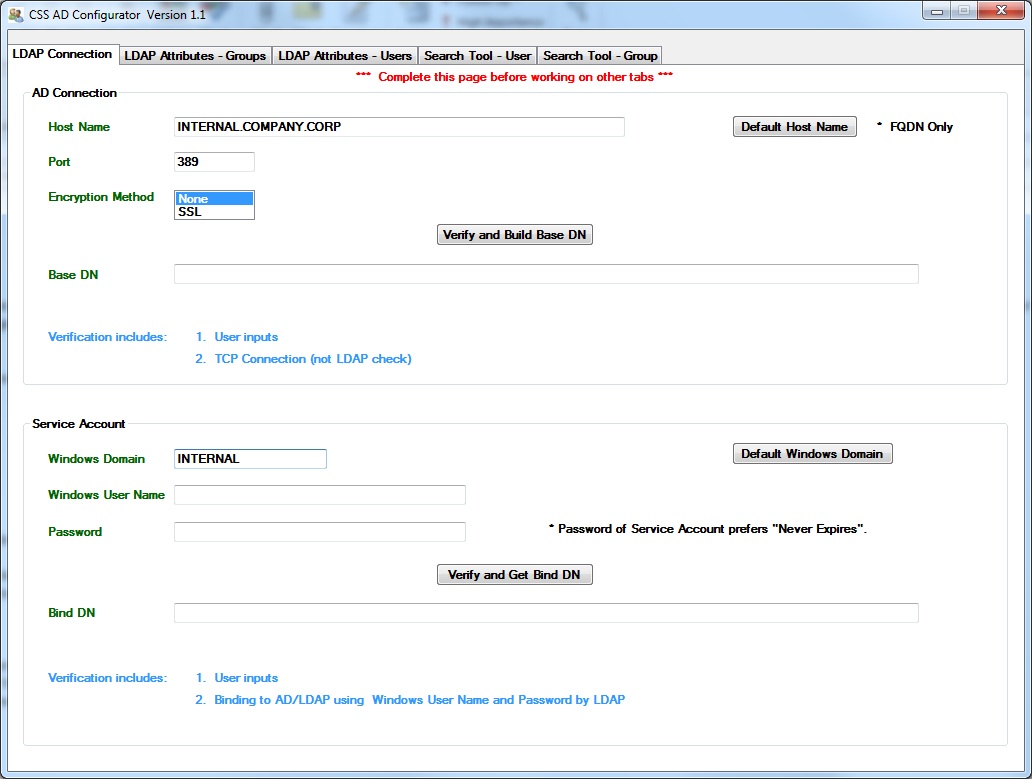 CSS AD Configurator Version 1.1
LDAP Connection LDAP Attributes - Groups LDAP Attributes - Users Search Tool - User Search Tool - Group
*** Complete this page before working on other tabs ***
AD Connection
Host Name INTERNAL.COMPANY.CORP Default Host Name * FQDN Only
Port 389
Encryption Method None
SSL
Verify and Build Base DN
Base DN
Verification includes: 1. User inputs
2. TCP Connection (not LDAP check)
Service Account
Windows Domain INTERNAL Default Windows Domain
Windows User Name
Password * Password of Service Account prefers "Never Expires".
Verify and Get Bind DN
Bind DN
Verification includes: 1. User inputs
2. Binding to AD/LDAP using Windows User Name and Password by LDAP